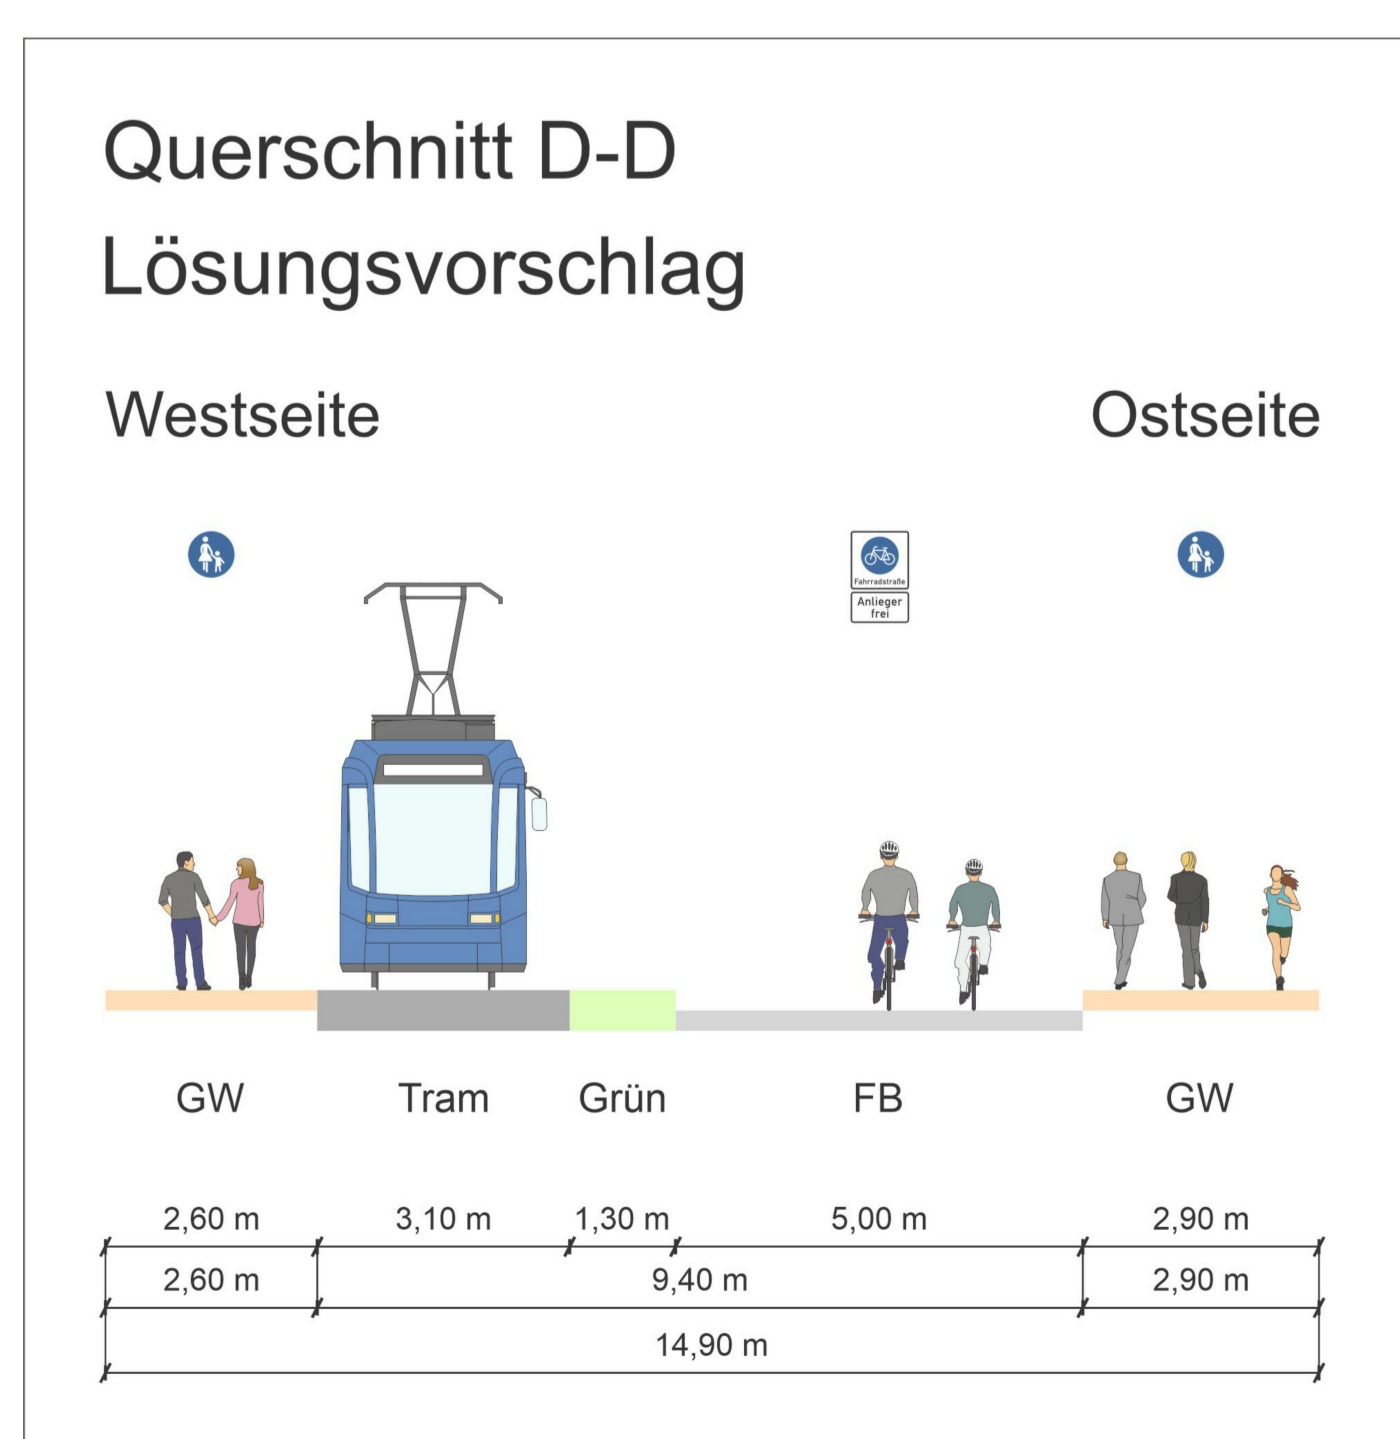 Querschnitt D-D
Lösungsvorschlag
Westseite
Ostseite
Fahrradstraße
Anlieger
frei
GW Tram Grün FB GW
2,60 m 3,10 m 1,30 m 5,00 m 2,90 m
2,60 m 9,40 m 2,90 m
14,90 m